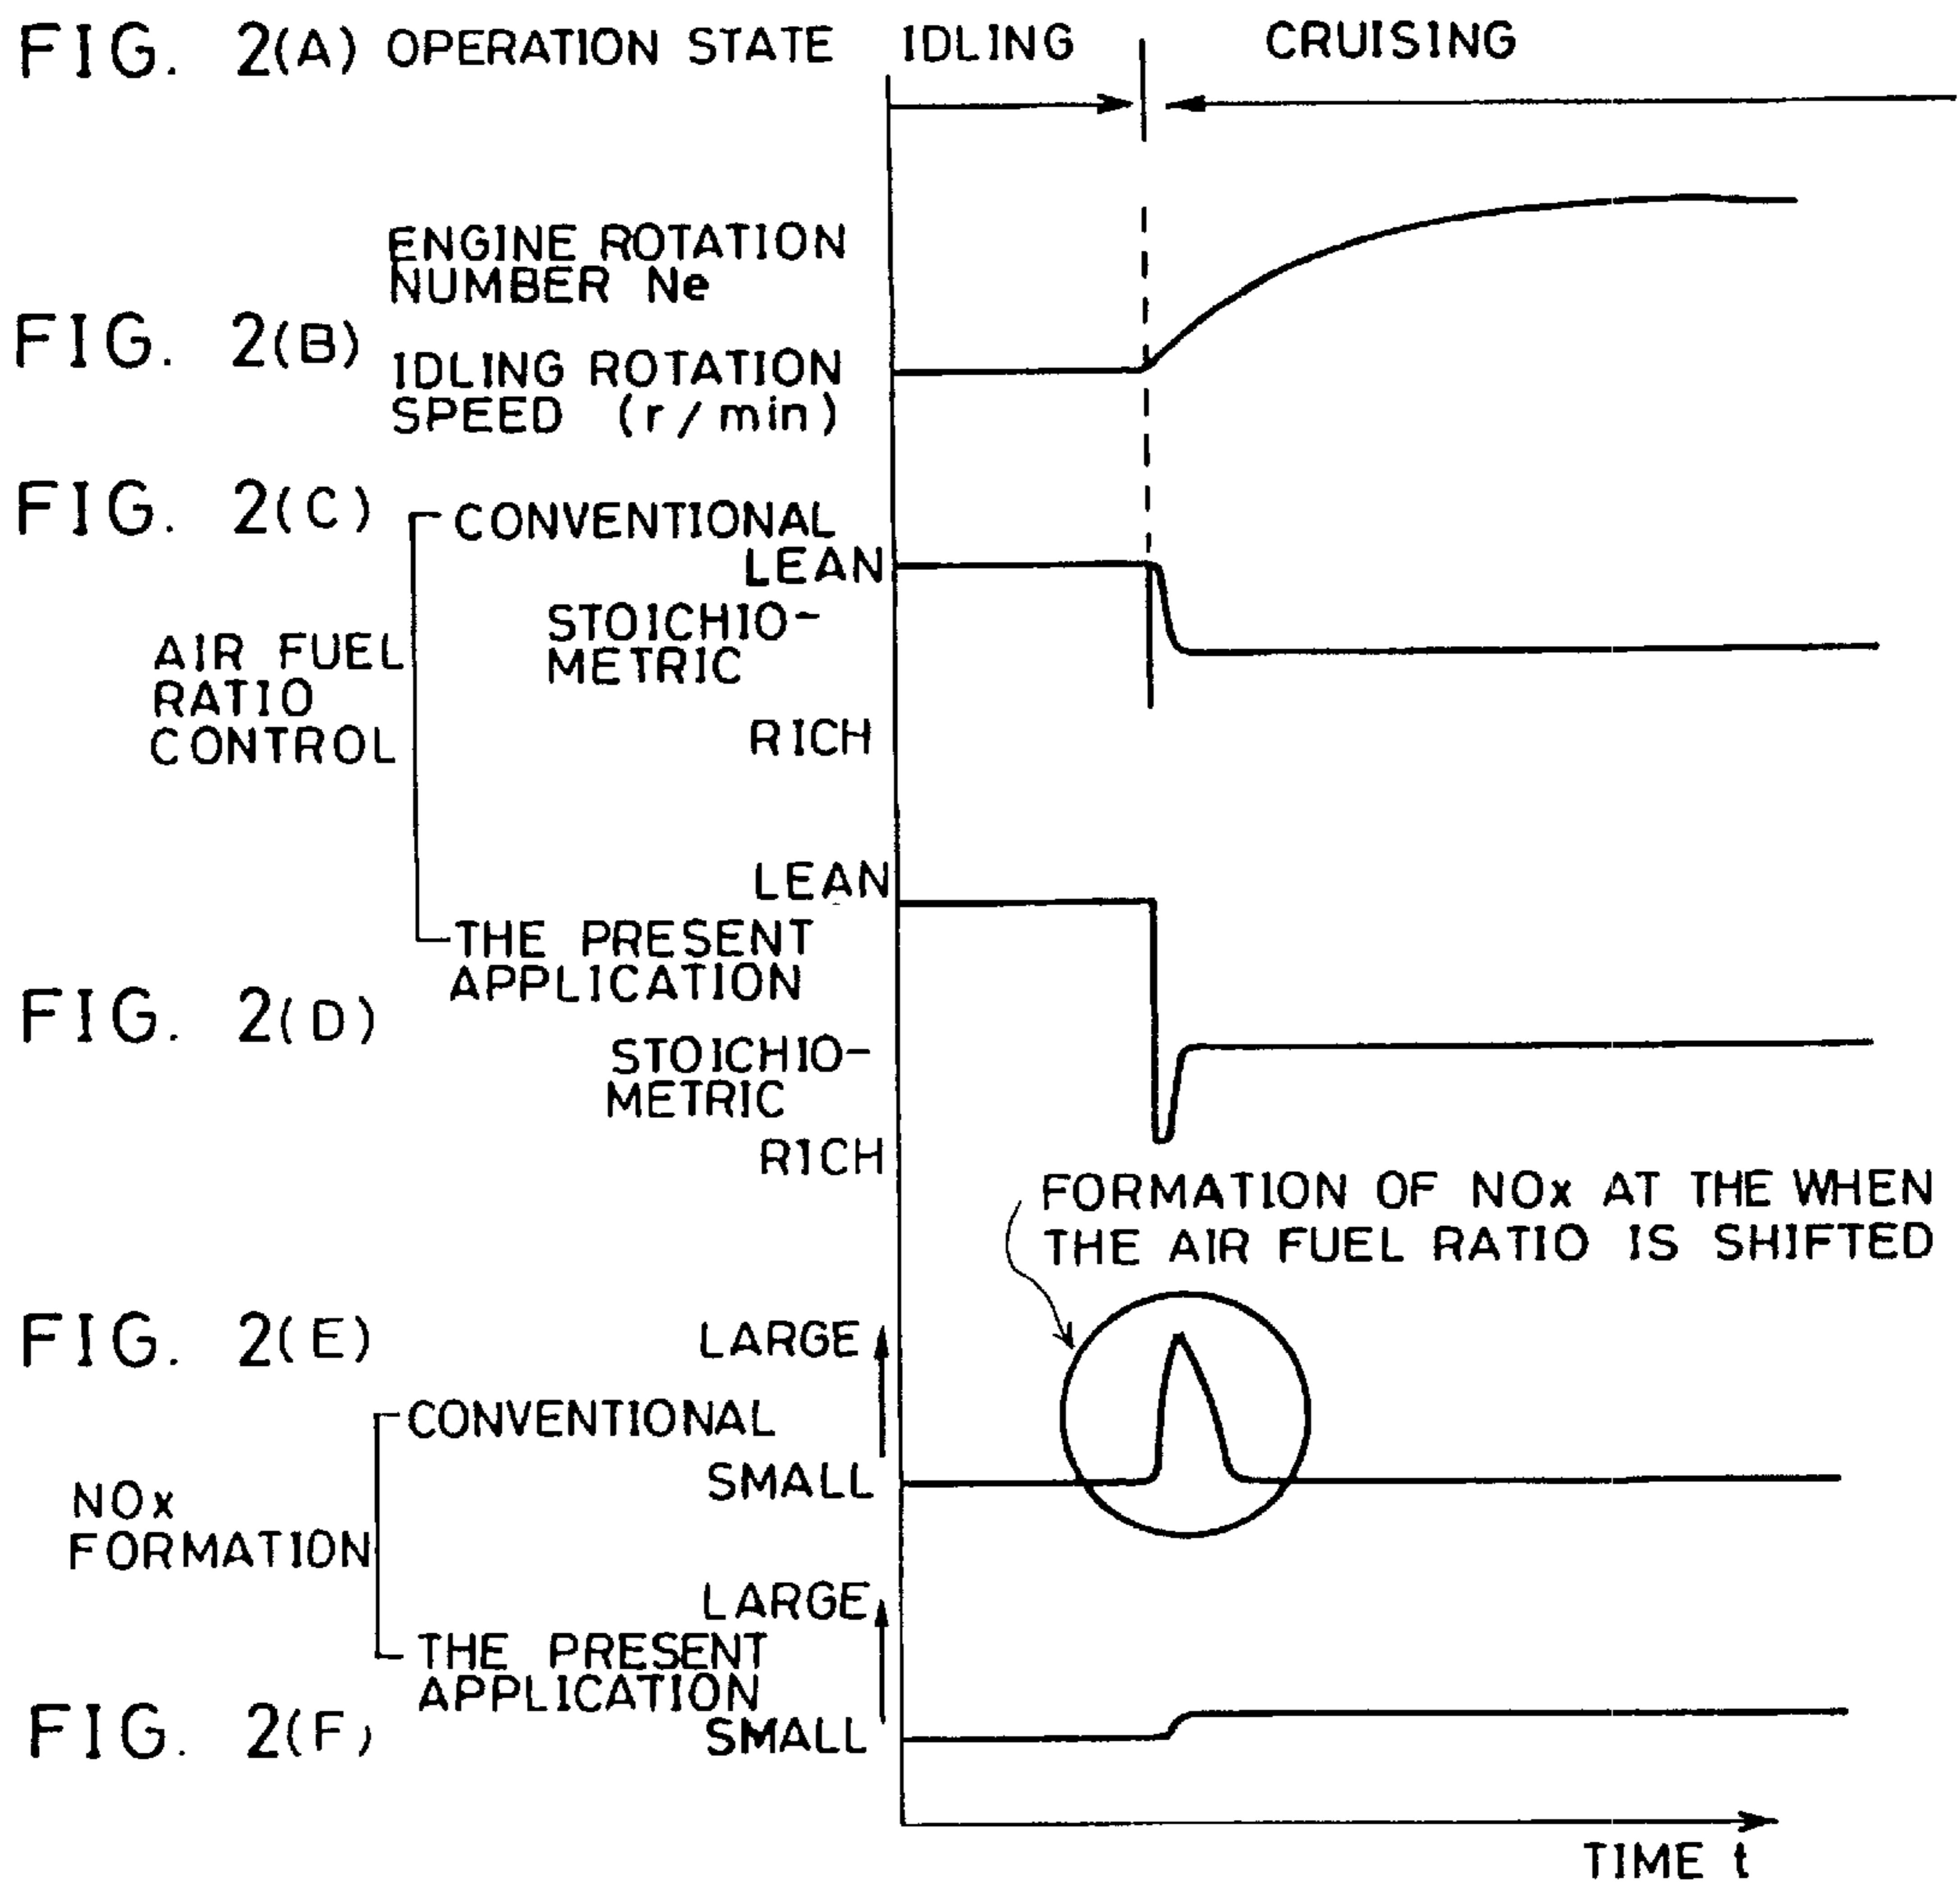 FIG. 2(A) OPERATION STATE IDLING CRUISING
ENGINE ROTATION
NUMBER Ne
FIG. 2(B)
IDLING ROTATION
SPEED (r/min)
FIG. 2(C)
CONVENTIONAL
LEAN
STOICHIO-
METRIC
AIR FUEL
RATIO
CONTROL
RICH
LEAN
THE PRESENT
APPLICATION
FIG. 2(D)
STOICHIO-
METRIC
RICH
FORMATION OF NOx AT THE WHEN
THE AIR FUEL RATIO IS SHIFTED
FIG. 2(E)
LARGE
CONVENTIONAL
SMALL
NOx
FORMATION
LARGE
THE PRESENT
APPLICATION
FIG. 2(F)
SMALL
TIME t